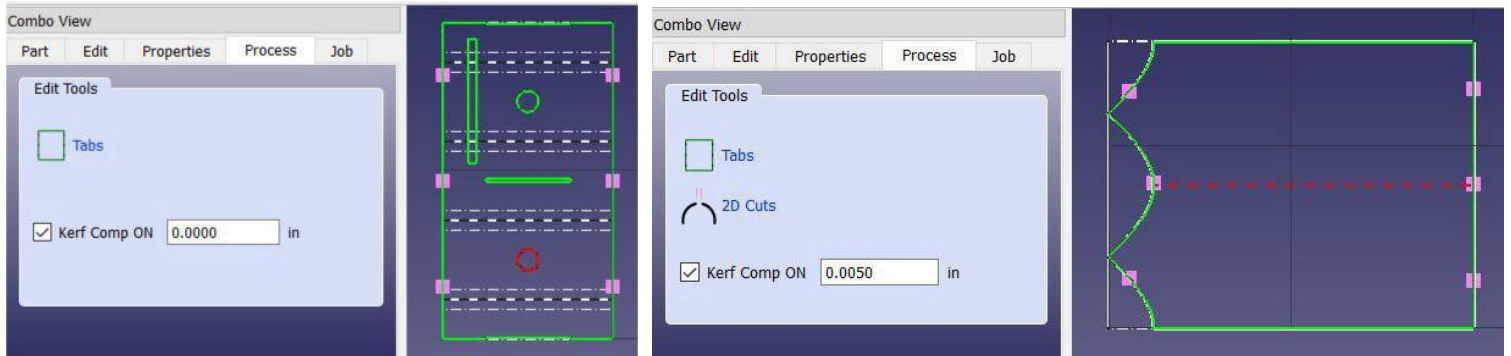 Combo View
Part Edit Properties Process Job
Edit Tools
Tabs
Kerf Comp ON 0.0000 in
Combo View
Part Edit Properties Process Job
Edit Tools
Tabs
2D Cuts
Kerf Comp ON 0.0050 in